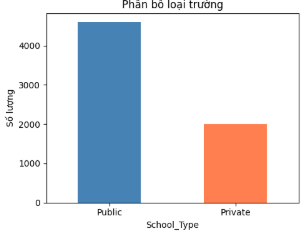 Phân bố loại trường
4000
3000
2000
1000
0
Số lượng
Public
Private
School_Type